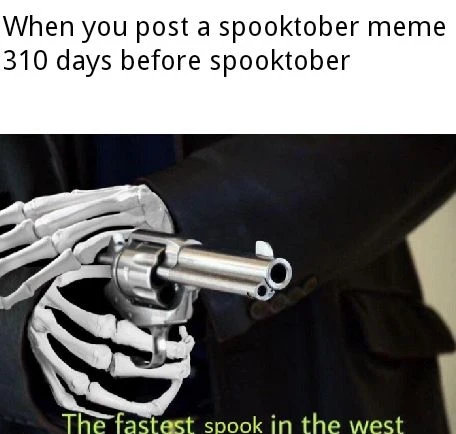 When you post a spooktober meme
310 days before spooktober
The fastest spook in the west